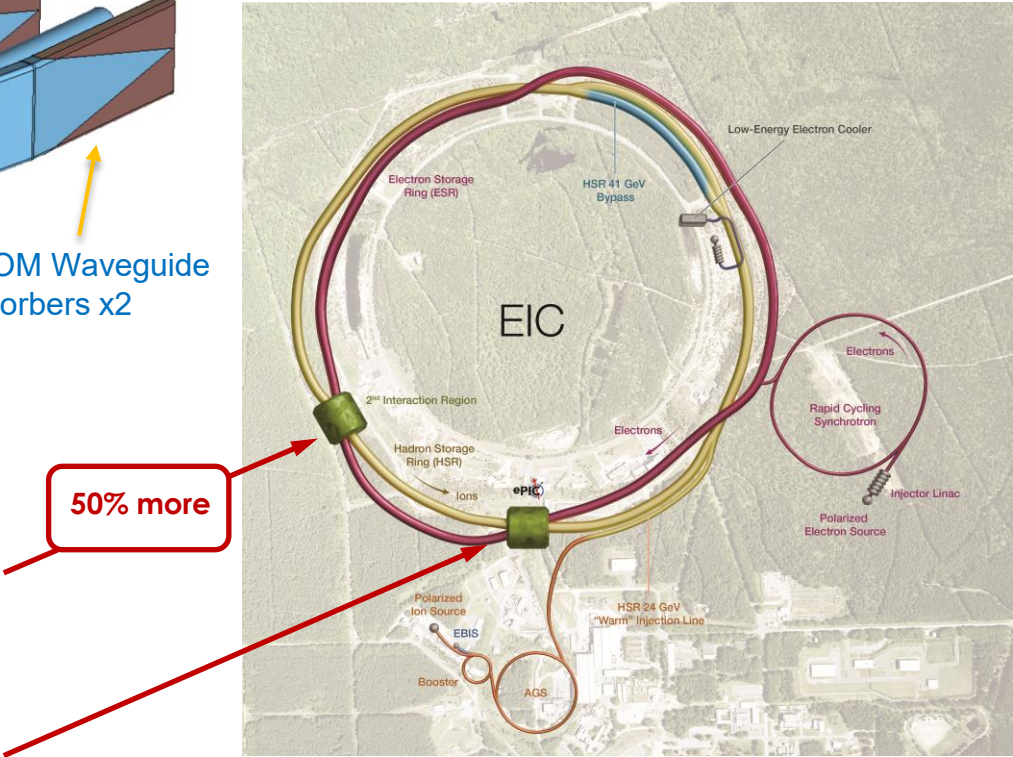 OM Waveguide
orbers x2
50% more
Low-Energy Electron Cooler
Electron Storage
Ring (ESR)
HSR 41 GeV
Bypass
EIC
Electrons
Rapid Cycling
Synchrotron
2nd Interaction Region
Electrons
Hadron Storage
Ring (HSR)
Ions
ePIC
Injector Linac
Polarized
Electron Source
Polarized
Ion Source
EBIS
HSR 24 GeV
"Warm" Injection Line
Booster
AGS